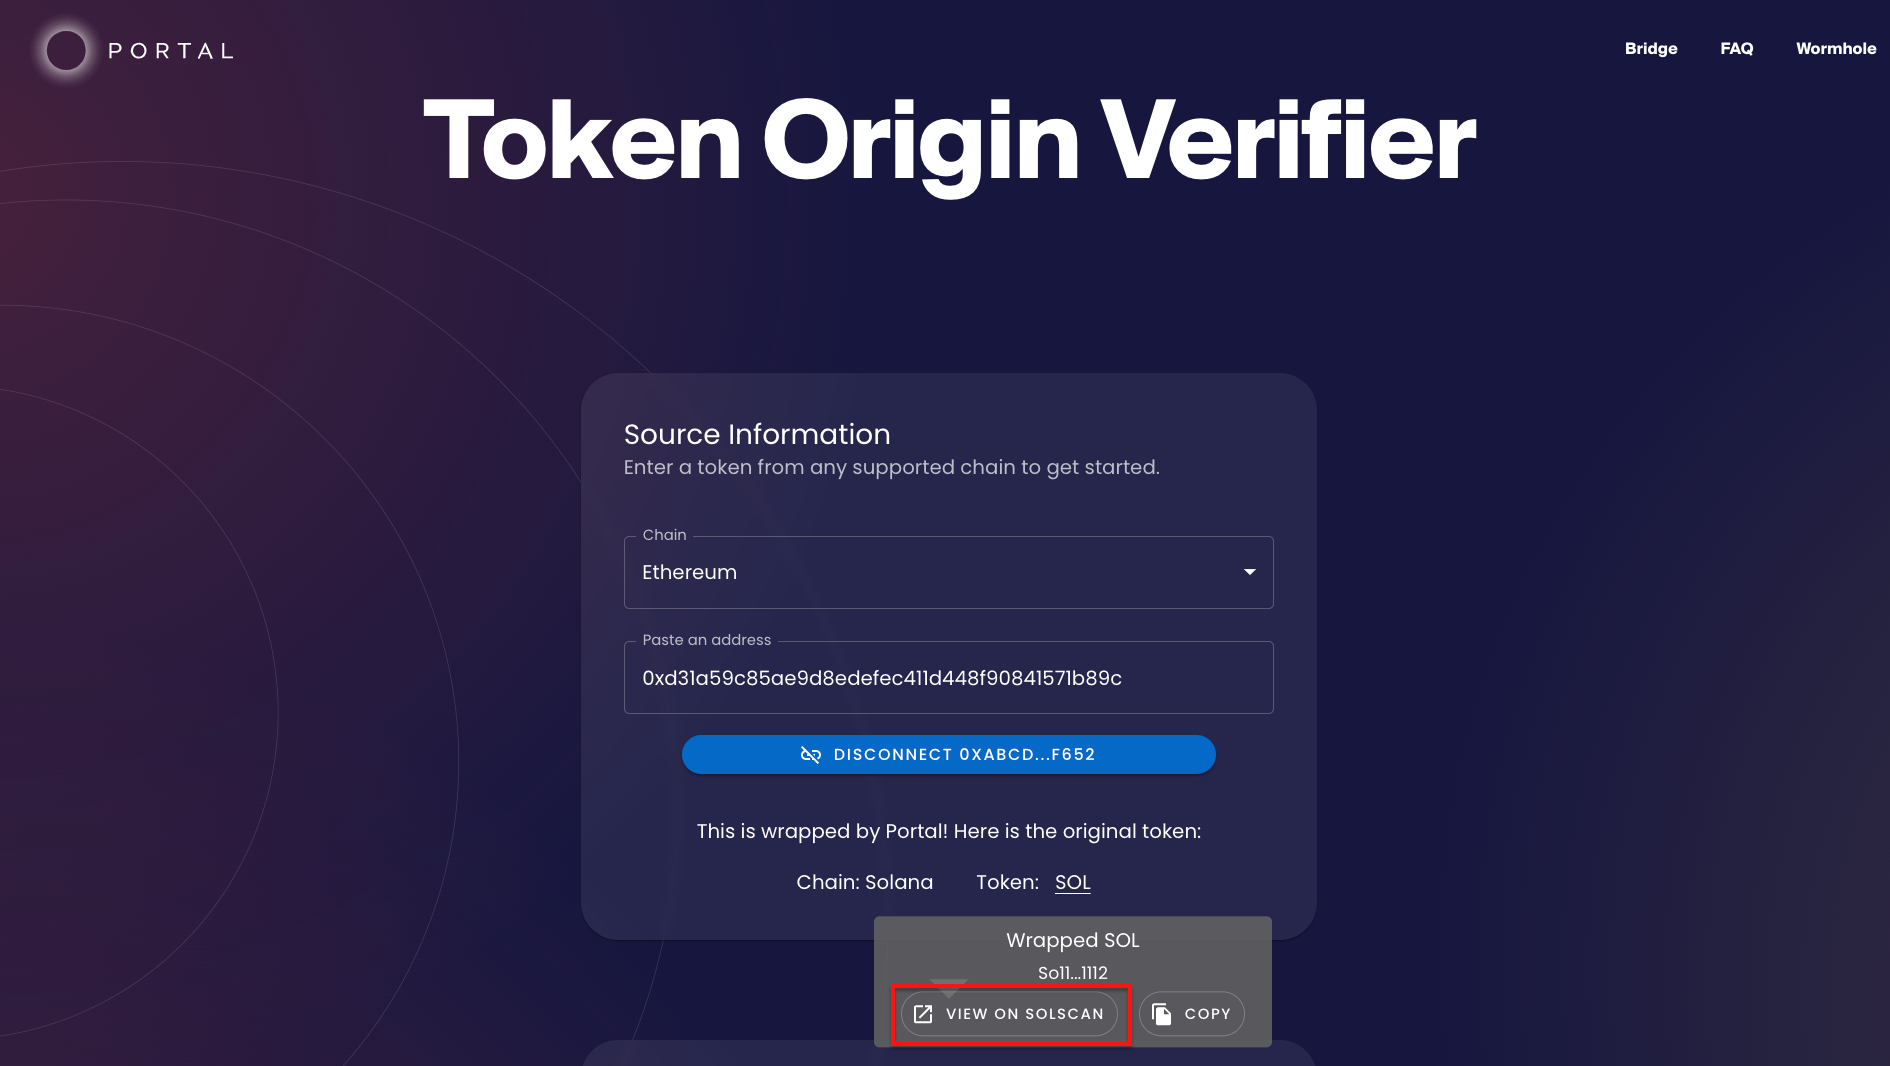 PORTAL
Bridge FAQ Wormhole
Token Origin Verifier
Source Information
Enter a token from any supported chain to get started.
Chain
Ethereum
Paste an address
0xd31a59c85ae9d8edefec411d448f90841571b89c
DISCONNECT 0XABCD...F652
This is wrapped by Portal! Here is the original token:
Chain: Solana Token: SOL
Wrapped SOL
So11...1112
VIEW ON SOLSCAN COPY